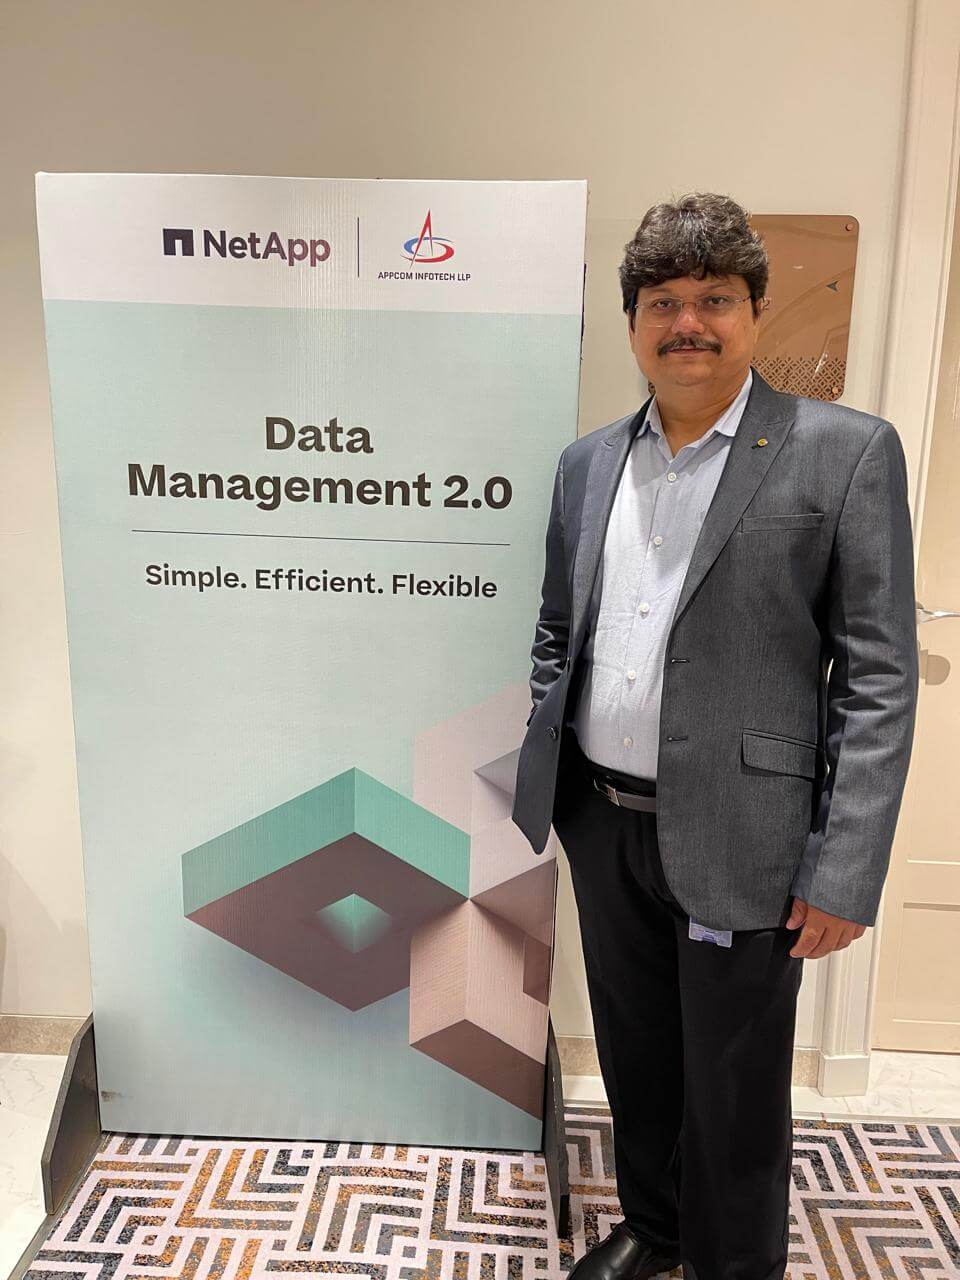 NetApp
APPCOM INFOTECH LLP
Data
Management 2.0
Simple. Efficient. Flexible